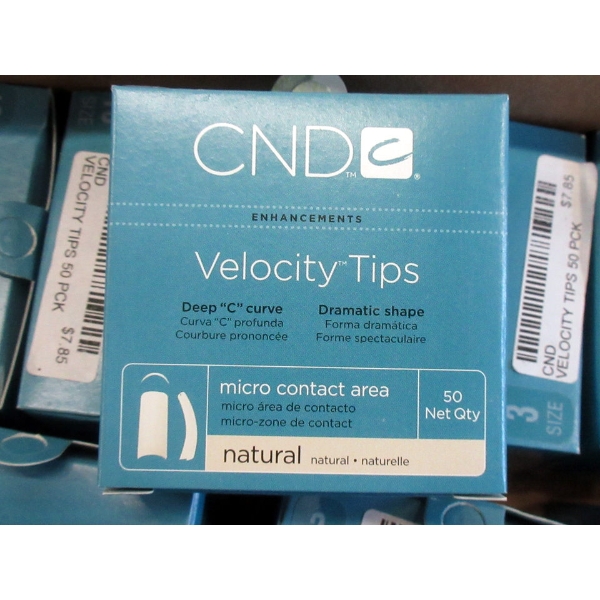 CND™
ENHANCEMENTS
Velocity™ Tips
Deep "C" curve
Curva "C" profunda
Courbure prononcée
Dramatic shape
Forma dramática
Forme spectaculaire
micro contact area
micro área de contacto
micro-zone de contact
50
Net Qty
natural natural • naturelle
CND
VELOCITY TIPS 50 PCK
$7.85
SIZE
CND
VELOCITY TIPS 50 PCK
$7.85
3
SIZE